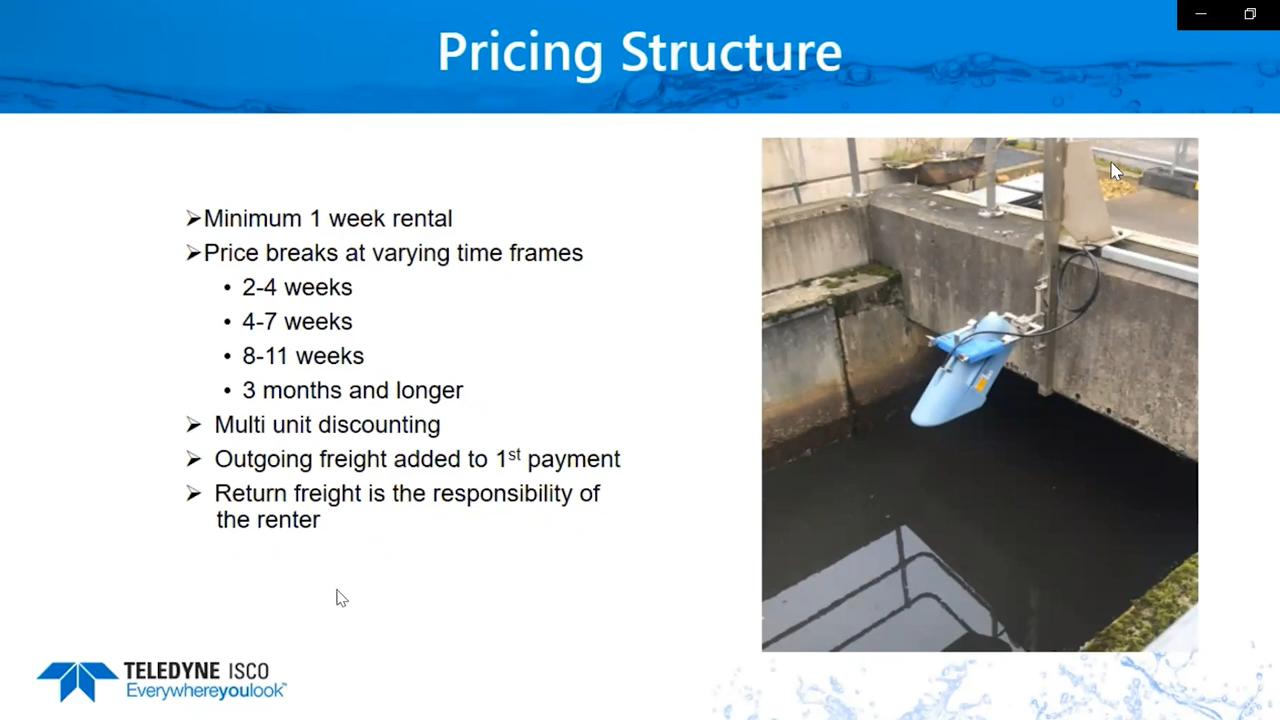 Pricing Structure
➢Minimum 1 week rental
➢Price breaks at varying time frames
• 2-4 weeks
• 4-7 weeks
• 8-11 weeks
• 3 months and longer
➢ Multi unit discounting
➢ Outgoing freight added to 1st payment
➢ Return freight is the responsibility of
the renter
TELEDYNE ISCO
Everywhereyoulook™